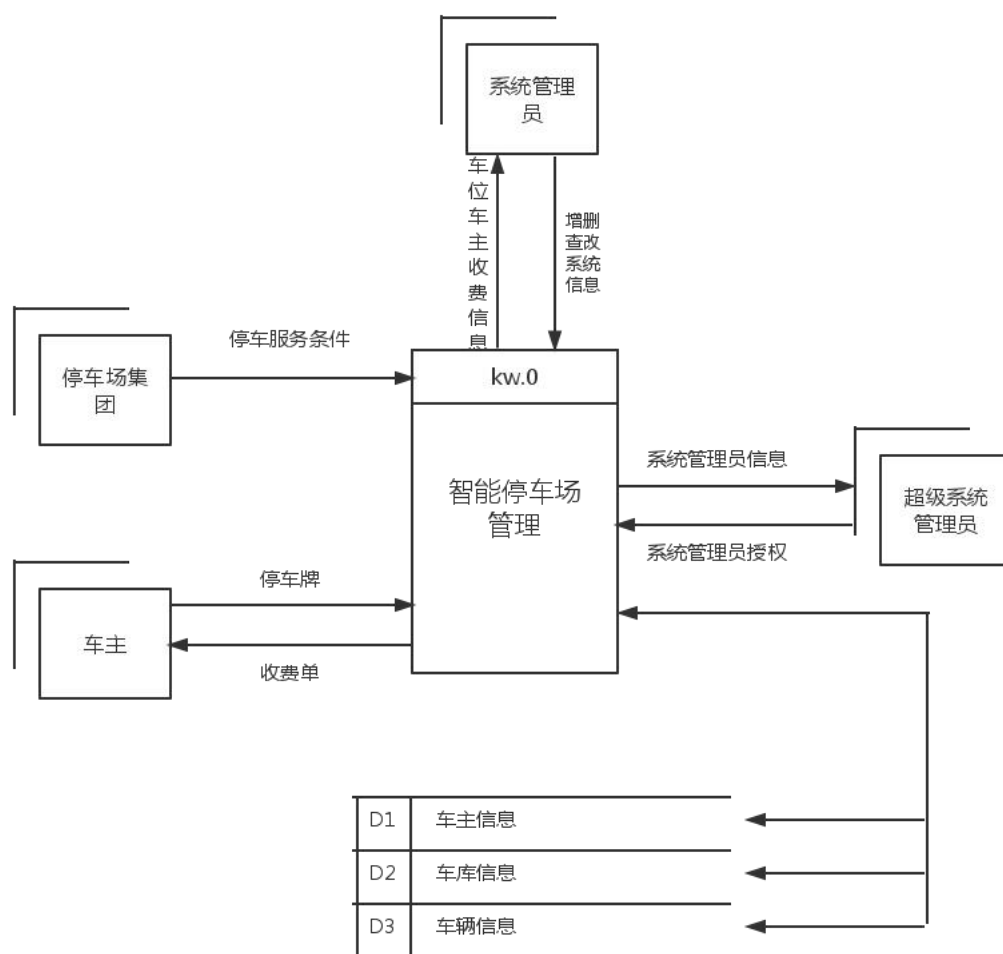 系统管理
员
车
位
车
主
收
费
信
息
增删
查改
系统
信息
停车服务条件
停车场集
团
kw.0
智能停车场
管理
系统管理员信息
超级系统
管理员
系统管理员授权
停车牌
车主
收费单
D1 车主信息
D2 车库信息
D3 车辆信息